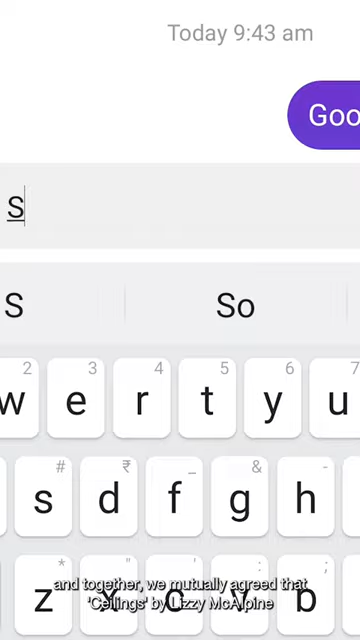 Today 9:43 am
Goo
S
S So
2 3 4 5 6 7
w e r t y u
# ₹ _ & -
s d f g h
* " ' : ;
z x c v b
and together, we mutually agreed that
'Ceilings' by Lizzy McAlpine